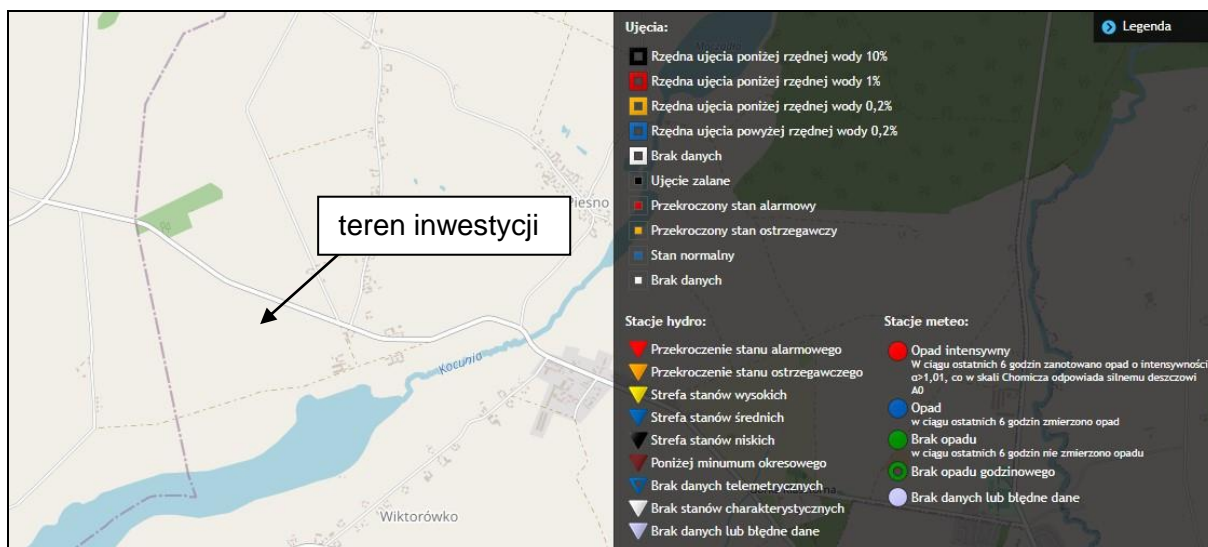 teren inwestycji
Kocunia
Wiktorówko
Legenda
Ujęcia:
Rzędna ujęcia poniżej rzędnej wody 10%
Rzędna ujęcia poniżej rzędnej wody 1%
Rzędna ujęcia poniżej rzędnej wody 0,2%
Rzędna ujęcia powyżej rzędnej wody 0,2%
Brak danych
Ujęcie zalane
Przekroczony stan alarmowy
Przekroczony stan ostrzegawczy
Stan normalny
Brak danych
Stacje hydro:
Przekroczenie stanu alarmowego
Przekroczenie stanu ostrzegawczego
Strefa stanów wysokich
Strefa stanów średnich
Strefa stanów niskich
Poniżej minimum okresowego
Brak danych telemetrycznych
Brak stanów charakterystycznych
Brak danych lub błędne dane
Stacje meteo:
Opad intensywny
W ciągu ostatnich 6 godzin zanotowano opad o intensywności
α>1,01, co w skali Chomicza odpowiada silnemu deszczowi
A0
Opad
w ciągu ostatnich 6 godzin zmierzono opad
Brak opadu
w ciągu ostatnich 6 godzin nie zmierzono opadu
Brak opadu godzinowego
Brak danych lub błędne dane